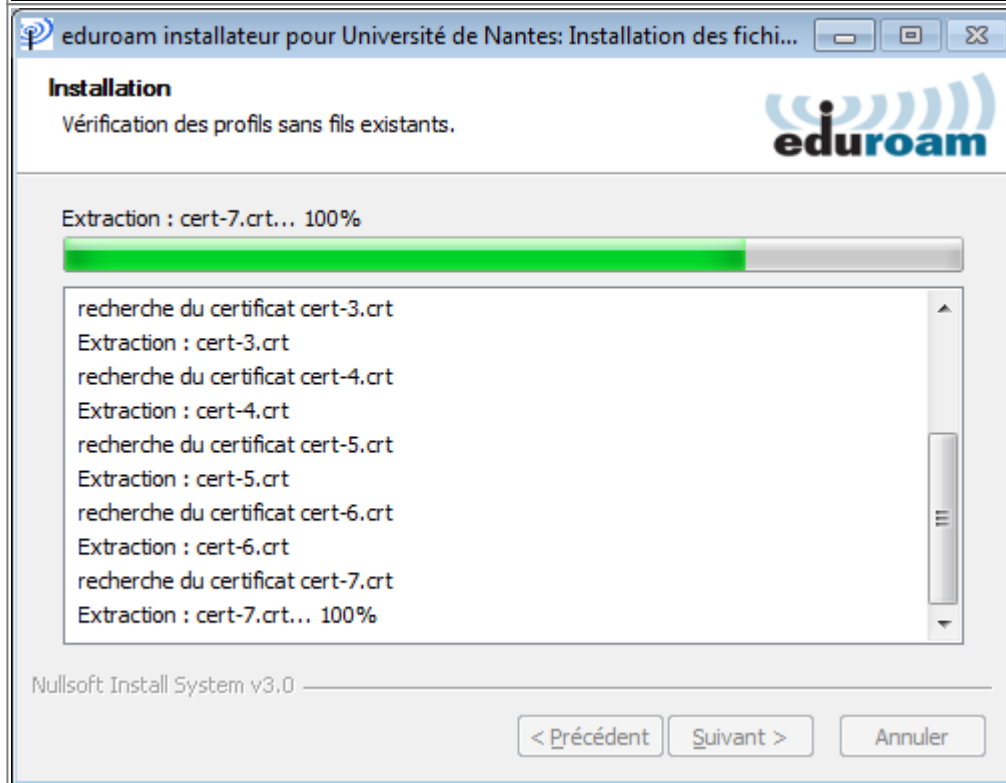 eduroam installateur pour Université de Nantes: Installation des fichi...
Installation
Vérification des profils sans fils existants.
eduroam
Extraction : cert-7.crt... 100%
recherche du certificat cert-3.crt
Extraction : cert-3.crt
recherche du certificat cert-4.crt
Extraction : cert-4.crt
recherche du certificat cert-5.crt
Extraction : cert-5.crt
recherche du certificat cert-6.crt
Extraction : cert-6.crt
recherche du certificat cert-7.crt
Extraction : cert-7.crt... 100%
Nullsoft Install System v3.0
< Précédent Suivant > Annuler